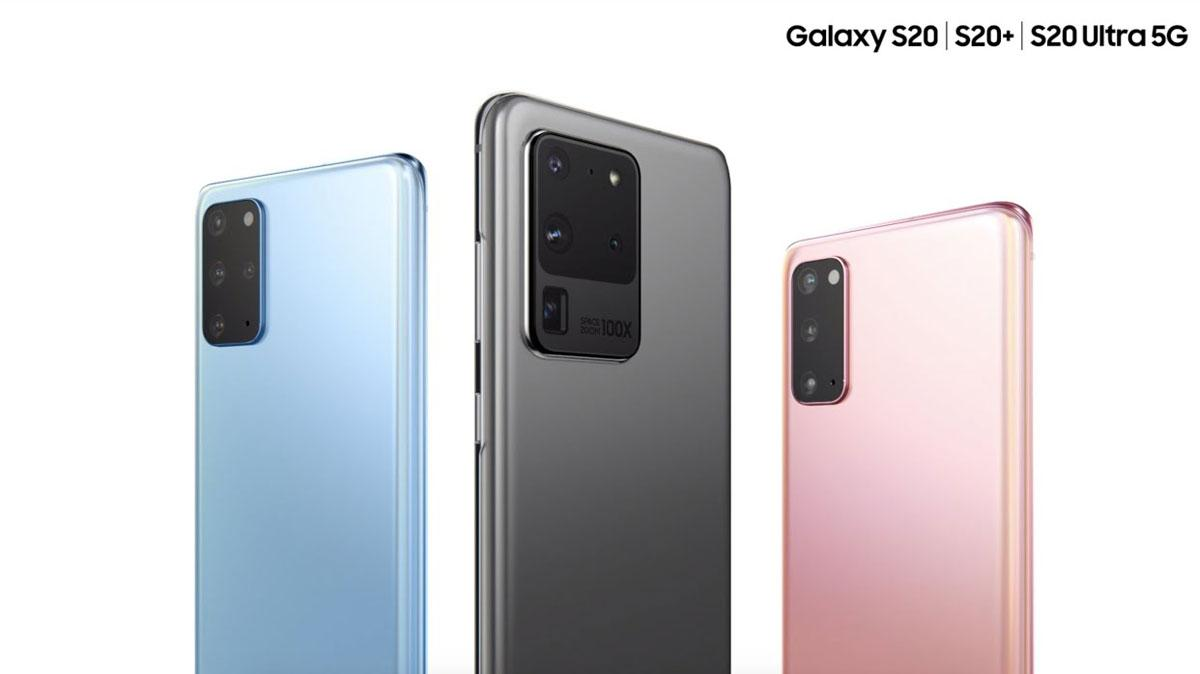 Galaxy S20 | S20+ | S20 Ultra 5G
SPACE
ZOOM 100X